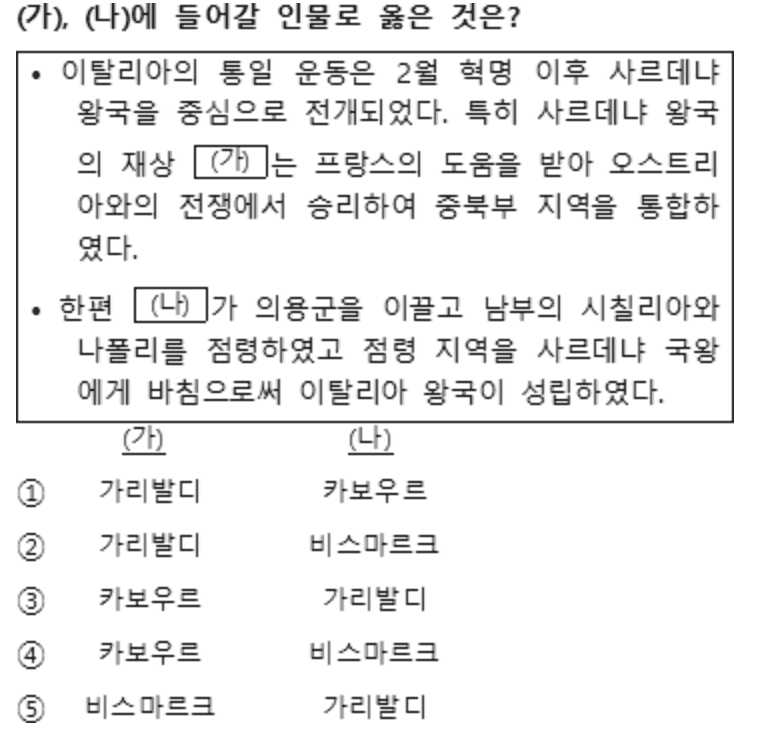 (가), (나)에 들어갈 인물로 옳은 것은?
• 이탈리아의 통일 운동은 2월 혁명 이후 사르데냐
왕국을 중심으로 전개되었다. 특히 사르데냐 왕국
의 재상 (가) 는 프랑스의 도움을 받아 오스트리
아와의 전쟁에서 승리하여 중북부 지역을 통합하
였다.
• 한편 (나) 가 의용군을 이끌고 남부의 시칠리아와
나폴리를 점령하였고 점령 지역을 사르데냐 국왕
에게 바침으로써 이탈리아 왕국이 성립하였다.
(가) (나)
① 가리발디 카보우르
② 가리발디 비스마르크
③ 카보우르 가리발디
④ 카보우르 비스마르크
⑤ 비스마르크 가리발디